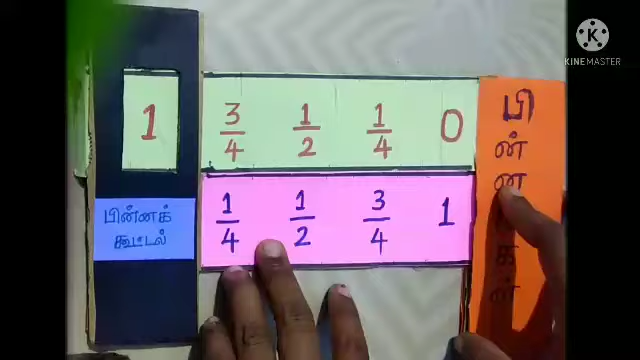 K
KINEMASTER
1 3/4 1/2 1/4 0
பின்னக்
கூட்டல்
1/4 1/2 3/4 1
பி
ன்
ன
ங்
க
ள்